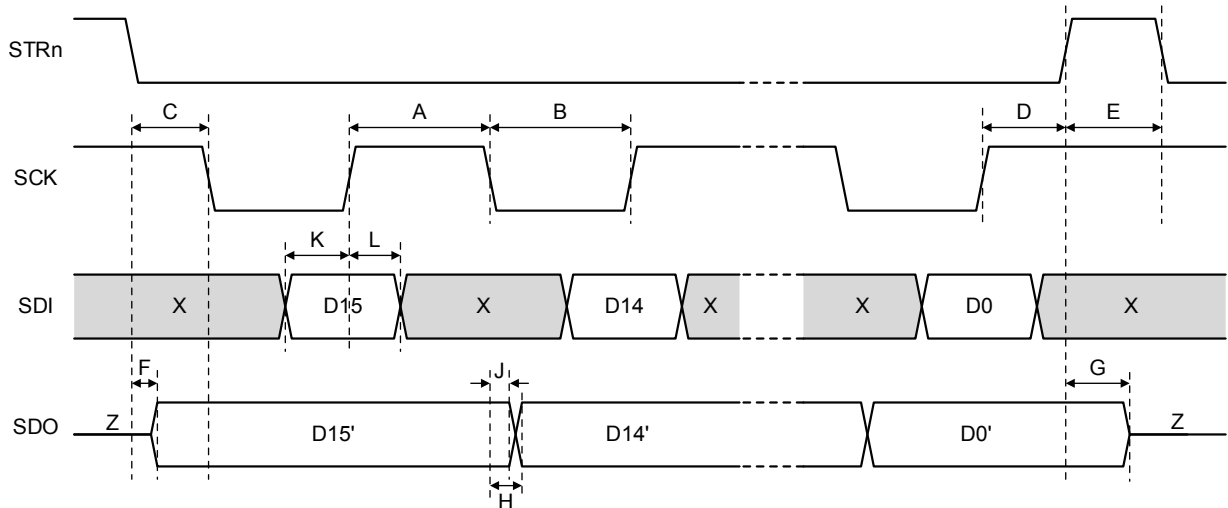 STRn
C A B D E
SCK
K L
SDI X D15 X D14 X X D0 X
F J G
SDO Z D15' D14' D0' Z
H